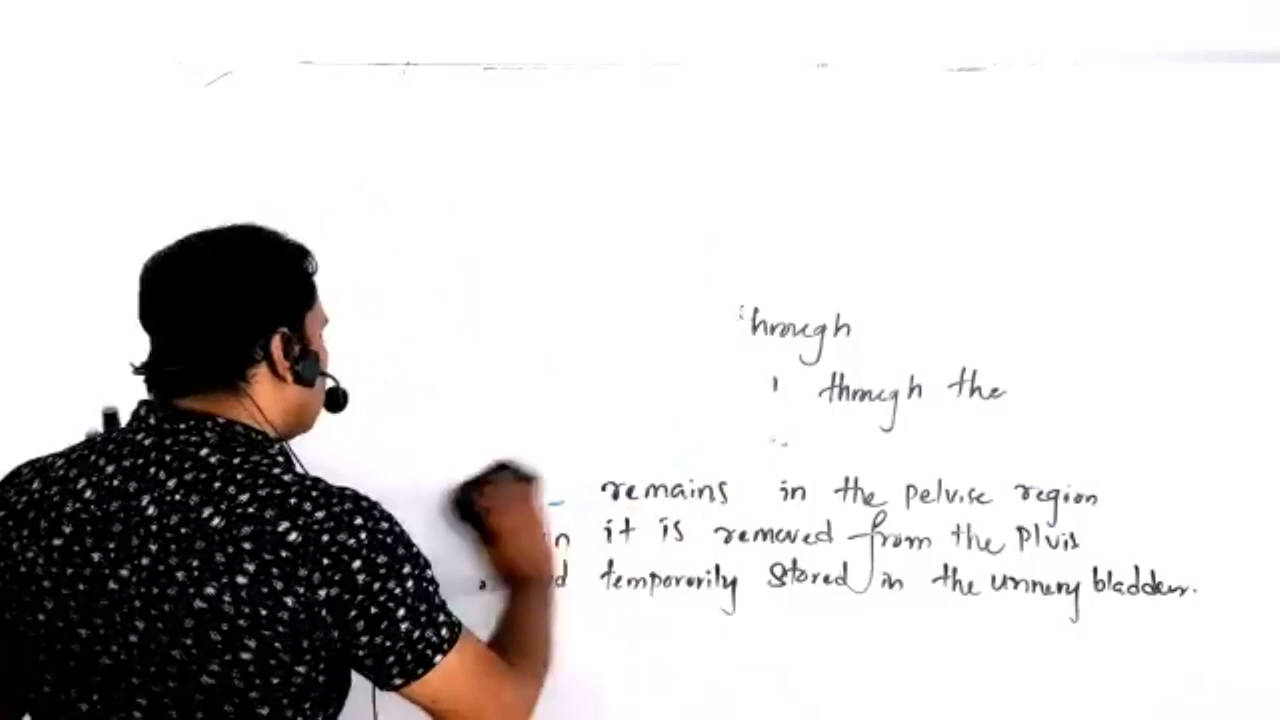 through
through the
remains in the pelvise region
it is removed from the Plvis
temporarily stored in the urinery bladder.